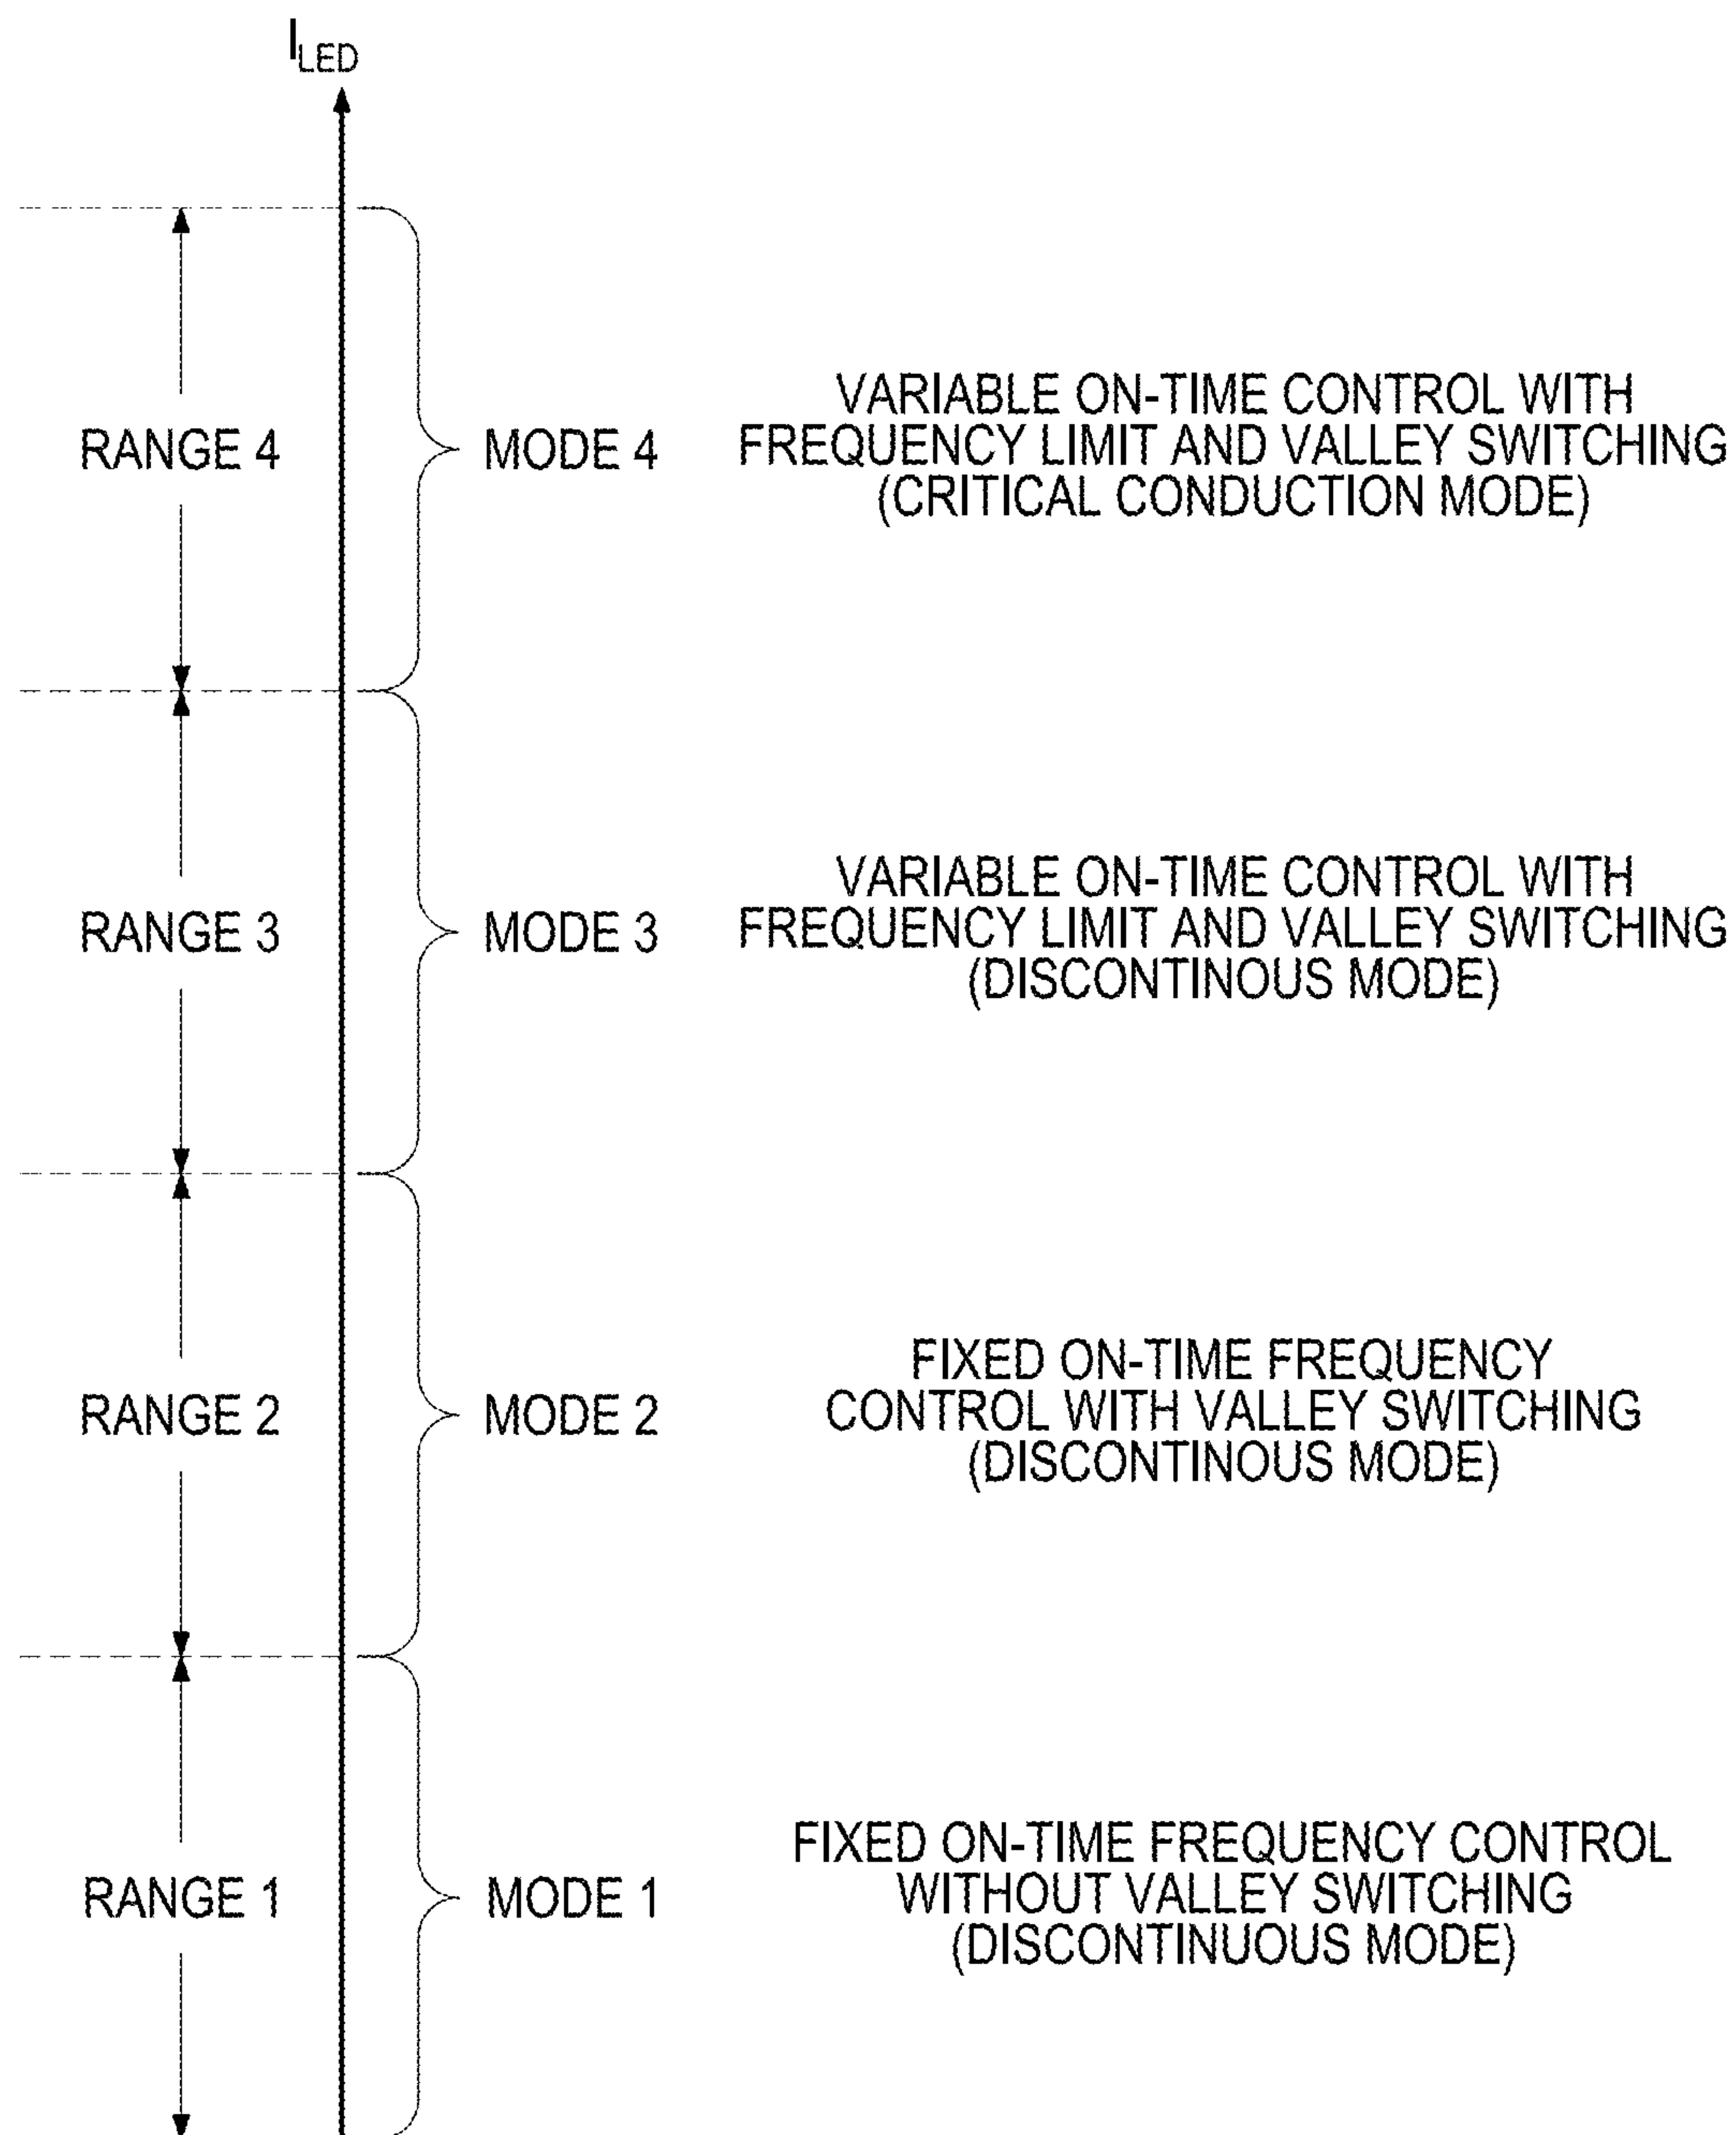 I_LED
VARIABLE ON-TIME CONTROL WITH
RANGE 4 MODE 4 FREQUENCY LIMIT AND VALLEY SWITCHING
(CRITICAL CONDUCTION MODE)
VARIABLE ON-TIME CONTROL WITH
RANGE 3 MODE 3 FREQUENCY LIMIT AND VALLEY SWITCHING
(DISCONTINOUS MODE)
FIXED ON-TIME FREQUENCY
RANGE 2 MODE 2 CONTROL WITH VALLEY SWITCHING
(DISCONTINOUS MODE)
FIXED ON-TIME FREQUENCY CONTROL
RANGE 1 MODE 1 WITHOUT VALLEY SWITCHING
(DISCONTINUOUS MODE)